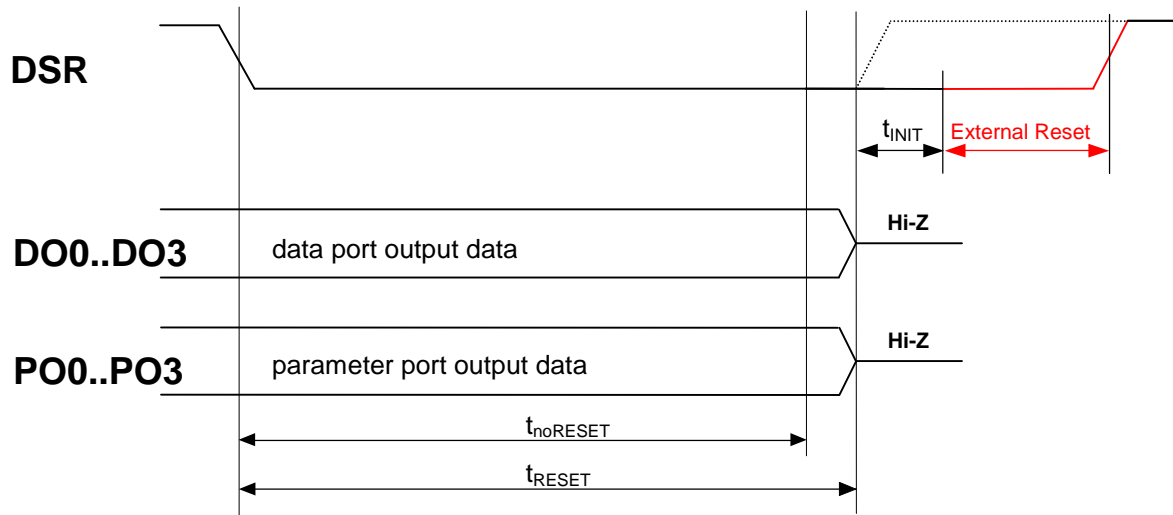 DSR
tINIT
External Reset
DO0..DO3
data port output data
Hi-Z
PO0..PO3
parameter port output data
Hi-Z
tnoRESET
tRESET